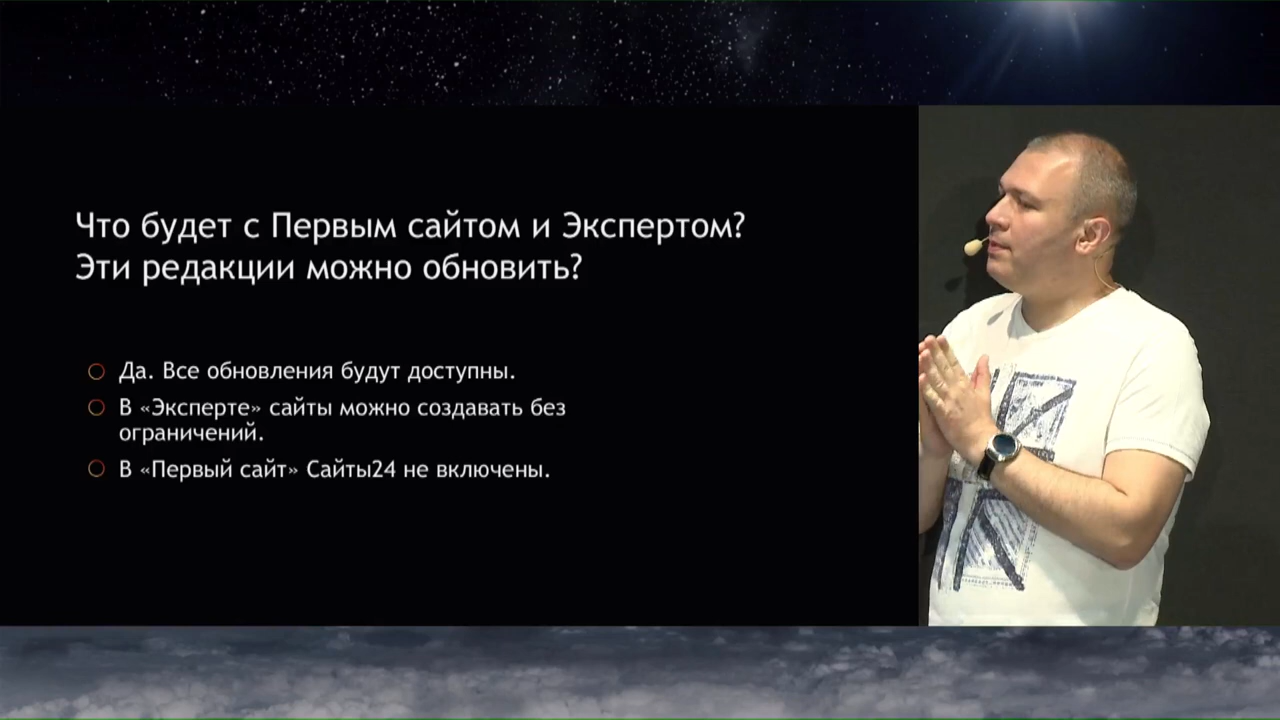 Что будет с Первым сайтом и Экспертом?
Эти редакции можно обновить?
Да. Все обновления будут доступны.
В «Эксперте» сайты можно создавать без
ограничений.
В «Первый сайт» Сайты24 не включены.